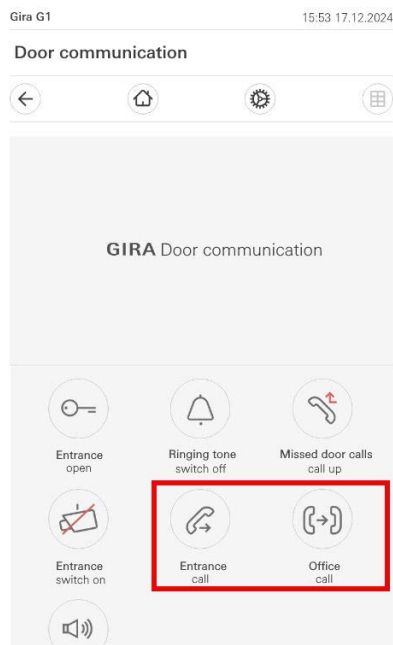 Gira G1 15:53 17.12.2024
Door communication
GIRA Door communication
Entrance Ringing tone Missed door calls
open switch off call up
Entrance Entrance Office
switch on call call